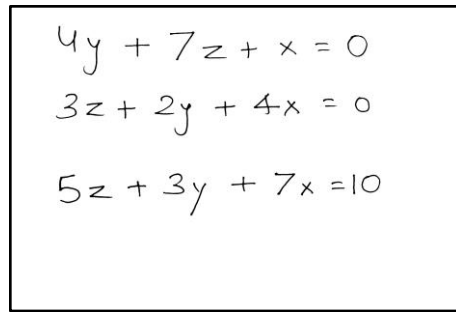 4y + 7z + x = 0
3z + 2y + 4x = 0
5z + 3y + 7x = 10